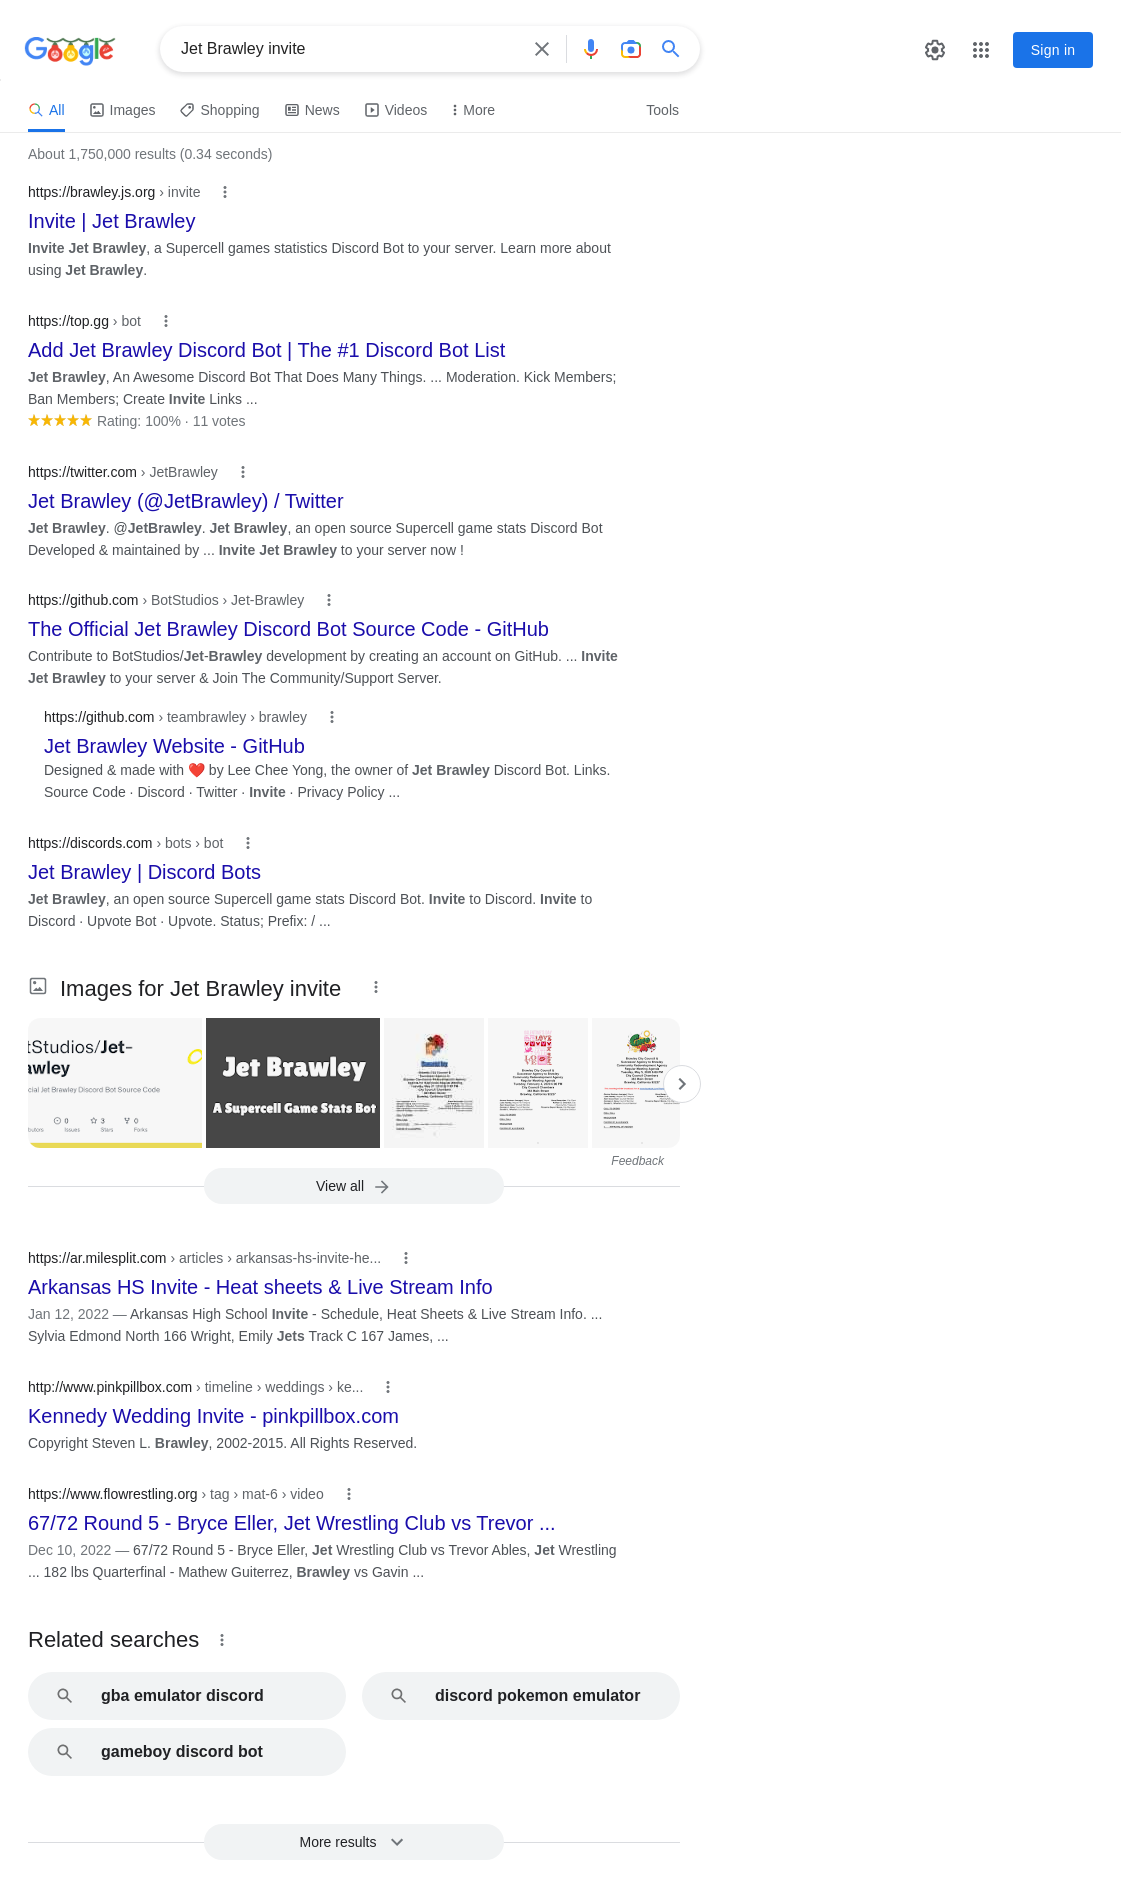 Google
Jet Brawley invite
Sign in
All
Images
Shopping
News
Videos
More
Tools
About 1,750,000 results (0.34 seconds)
https://brawley.js.org › invite
Invite | Jet Brawley
Invite Jet Brawley, a Supercell games statistics Discord Bot to your server. Learn more about
using Jet Brawley.
https://top.gg › bot
Add Jet Brawley Discord Bot | The #1 Discord Bot List
Jet Brawley, An Awesome Discord Bot That Does Many Things. ... Moderation. Kick Members;
Ban Members; Create Invite Links ...
Rating: 100% · 11 votes
https://twitter.com › JetBrawley
Jet Brawley (@JetBrawley) / Twitter
Jet Brawley. @JetBrawley. Jet Brawley, an open source Supercell game stats Discord Bot
Developed & maintained by ... Invite Jet Brawley to your server now !
https://github.com › BotStudios › Jet-Brawley
The Official Jet Brawley Discord Bot Source Code - GitHub
Contribute to BotStudios/Jet-Brawley development by creating an account on GitHub. ... Invite
Jet Brawley to your server & Join The Community/Support Server.
https://github.com › teambrawley › brawley
Jet Brawley Website - GitHub
Designed & made with ❤️ by Lee Chee Yong, the owner of Jet Brawley Discord Bot. Links.
Source Code · Discord · Twitter · Invite · Privacy Policy ...
https://discords.com › bots › bot
Jet Brawley | Discord Bots
Jet Brawley, an open source Supercell game stats Discord Bot. Invite to Discord. Invite to
Discord · Upvote Bot · Upvote. Status; Prefix: / ...
Images for Jet Brawley invite
tStudios/Jet-
awley
cial Jet Brawley Discord Bot Source Code
0
3
0
Issues
Stars
Forks
Jet Brawley
A Supercell Game Stats Bot
Feedback
View all
https://ar.milesplit.com › articles › arkansas-hs-invite-he...
Arkansas HS Invite - Heat sheets & Live Stream Info
Jan 12, 2022 — Arkansas High School Invite - Schedule, Heat Sheets & Live Stream Info. ...
Sylvia Edmond North 166 Wright, Emily Jets Track C 167 James, ...
http://www.pinkpillbox.com › timeline › weddings › ke...
Kennedy Wedding Invite - pinkpillbox.com
Copyright Steven L. Brawley, 2002-2015. All Rights Reserved.
https://www.flowrestling.org › tag › mat-6 › video
67/72 Round 5 - Bryce Eller, Jet Wrestling Club vs Trevor ...
Dec 10, 2022 — 67/72 Round 5 - Bryce Eller, Jet Wrestling Club vs Trevor Ables, Jet Wrestling
... 182 lbs Quarterfinal - Mathew Guiterrez, Brawley vs Gavin ...
Related searches
gba emulator discord
discord pokemon emulator
gameboy discord bot
More results